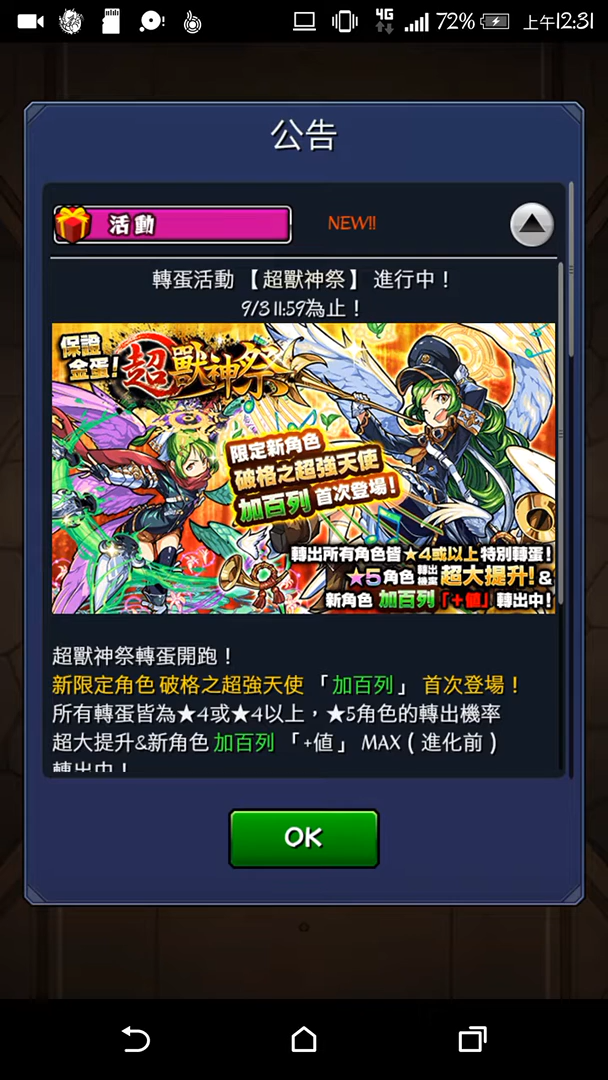 4G
72%
上午12:31
公告
活動
NEW!!
轉蛋活動 【超獸神祭】 進行中！
9/3 11:59為止！
保證
金蛋!
超獸神祭
限定新角色
破格之超強天使
加百列 首次登場!
轉出所有角色皆★4或以上特別轉蛋!
★5角色 轉出機率 超大提升!&
新角色 加百列「+值」轉出中!
超獸神祭轉蛋開跑！
新限定角色 破格之超強天使 「加百列」 首次登場！
所有轉蛋皆為★4或★4以上，★5角色的轉出機率
超大提升&新角色 加百列 「+值」 MAX ( 進化前 )
轉出中！
OK